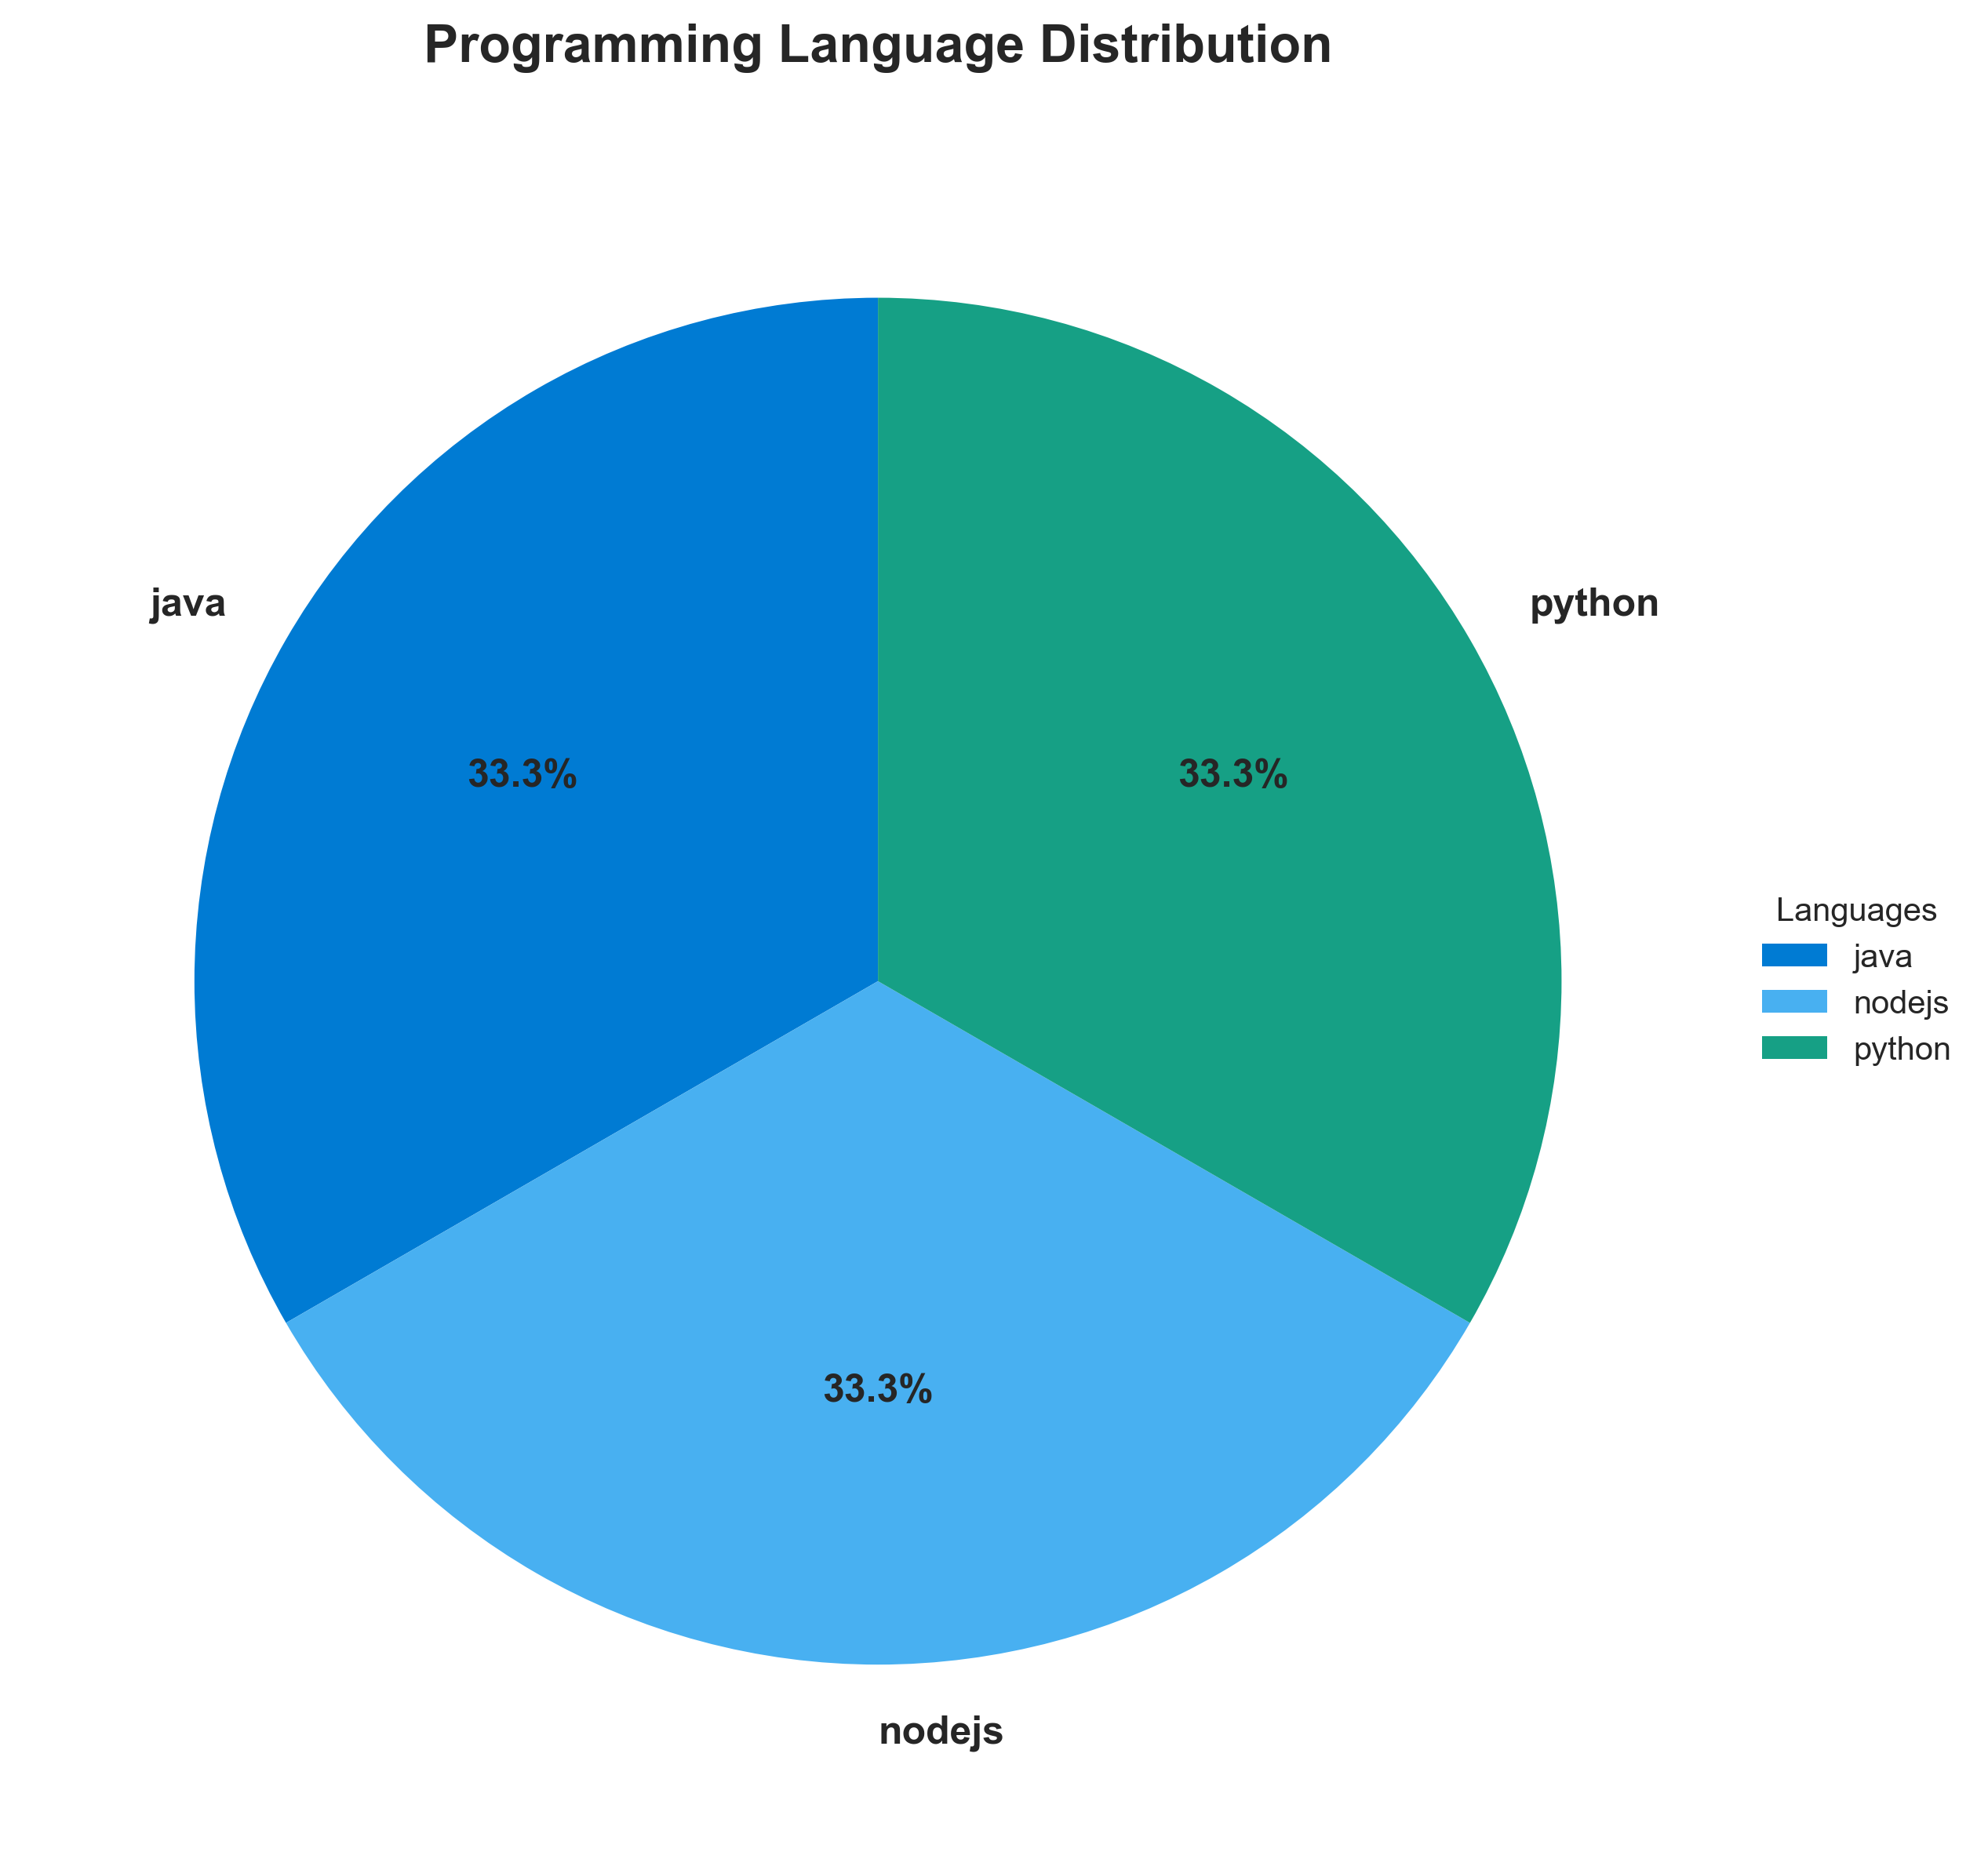 Programming Language Distribution
java
python
33.3%
33.3%
Languages
java
nodejs
python
33.3%
nodejs